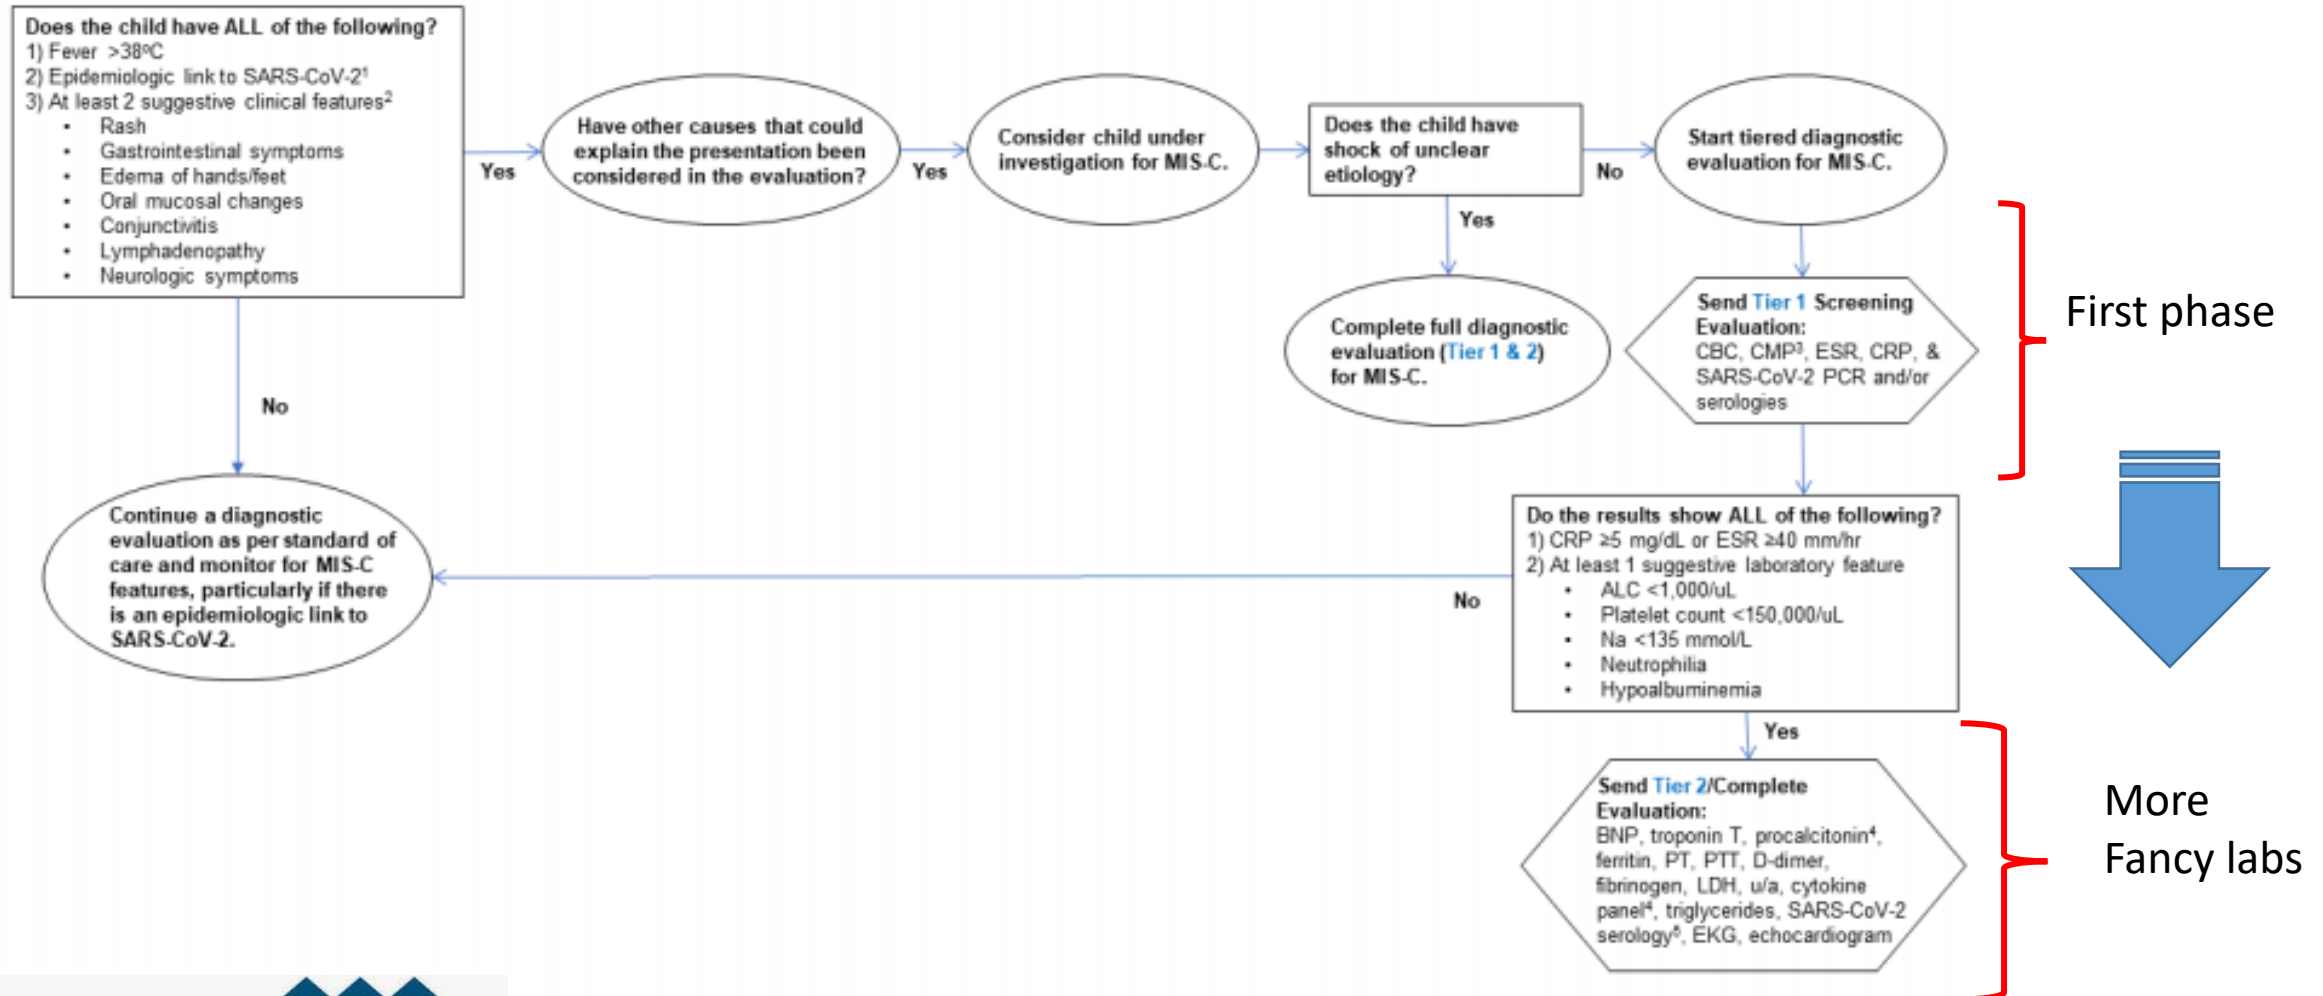 Does the child have ALL of the following?
1) Fever >38ºC
2) Epidemiologic link to SARS-CoV-2¹
3) At least 2 suggestive clinical features²
• Rash
• Gastrointestinal symptoms
• Edema of hands/feet
• Oral mucosal changes
• Conjunctivitis
• Lymphadenopathy
• Neurologic symptoms
Yes
Have other causes that could
explain the presentation been
considered in the evaluation?
Yes
Consider child under
investigation for MIS-C.
Does the child have
shock of unclear
etiology?
No
Start tiered diagnostic
evaluation for MIS-C.
Yes
Complete full diagnostic
evaluation (Tier 1 & 2)
for MIS-C.
Send Tier 1 Screening
Evaluation:
CBC, CMP³, ESR, CRP, &
SARS-CoV-2 PCR and/or
serologies
First phase
No
Continue a diagnostic
evaluation as per standard of
care and monitor for MIS-C
features, particularly if there
is an epidemiologic link to
SARS-CoV-2.
Do the results show ALL of the following?
1) CRP ≥5 mg/dL or ESR ≥40 mm/hr
2) At least 1 suggestive laboratory feature
• ALC <1,000/uL
• Platelet count <150,000/uL
• Na <135 mmol/L
• Neutrophilia
• Hypoalbuminemia
No
Yes
Send Tier 2/Complete
Evaluation:
BNP, troponin T, procalcitonin⁴,
ferritin, PT, PTT, D-dimer,
fibrinogen, LDH, u/a, cytokine
panel⁴, triglycerides, SARS-CoV-2
serology⁵, EKG, echocardiogram
More
Fancy labs